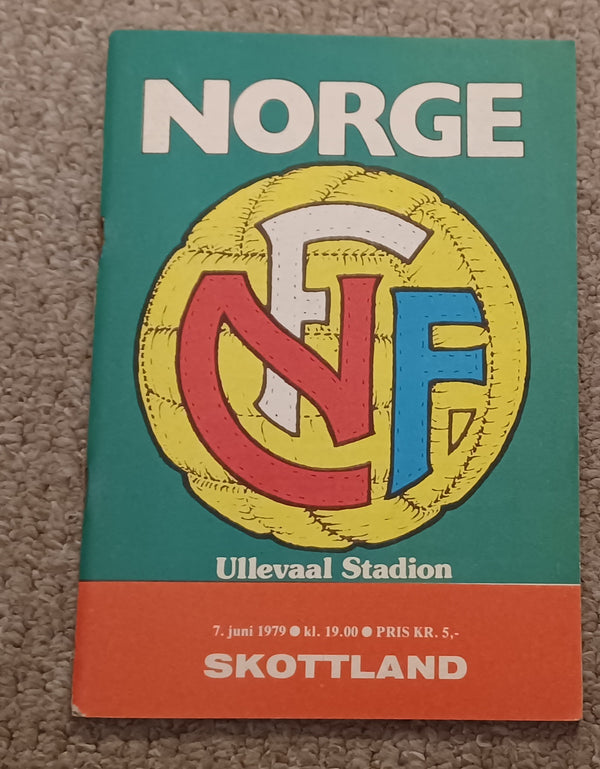 NORGE
NFF
Ullevaal Stadion
7. juni 1979 ● kl. 19.00 ● PRIS KR. 5,-
SKOTTLAND